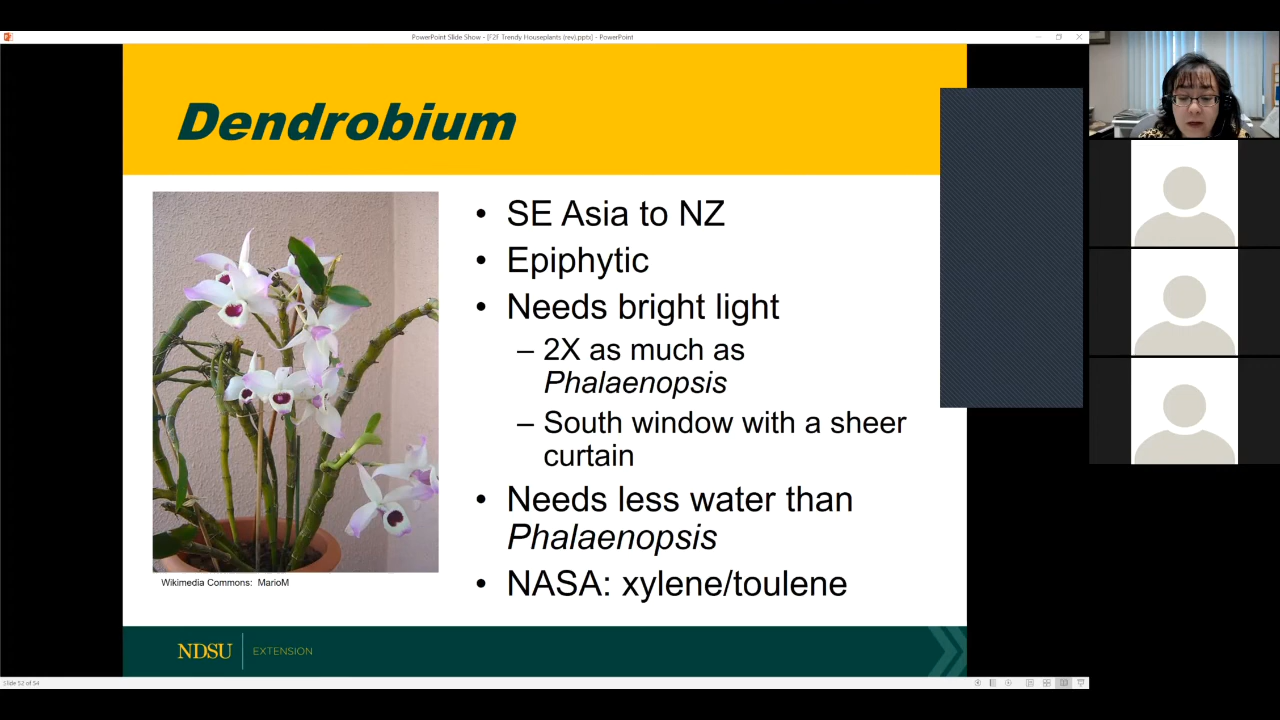 PowerPoint Slide Show - [F2F Trendy Houseplants (rev).pptx] - PowerPoint
Dendrobium
• SE Asia to NZ
• Epiphytic
• Needs bright light
– 2X as much as
Phalaenopsis
– South window with a sheer
curtain
• Needs less water than
Phalaenopsis
• NASA: xylene/toulene
Wikimedia Commons: MarioM
NDSU EXTENSION
Slide 52 of 54